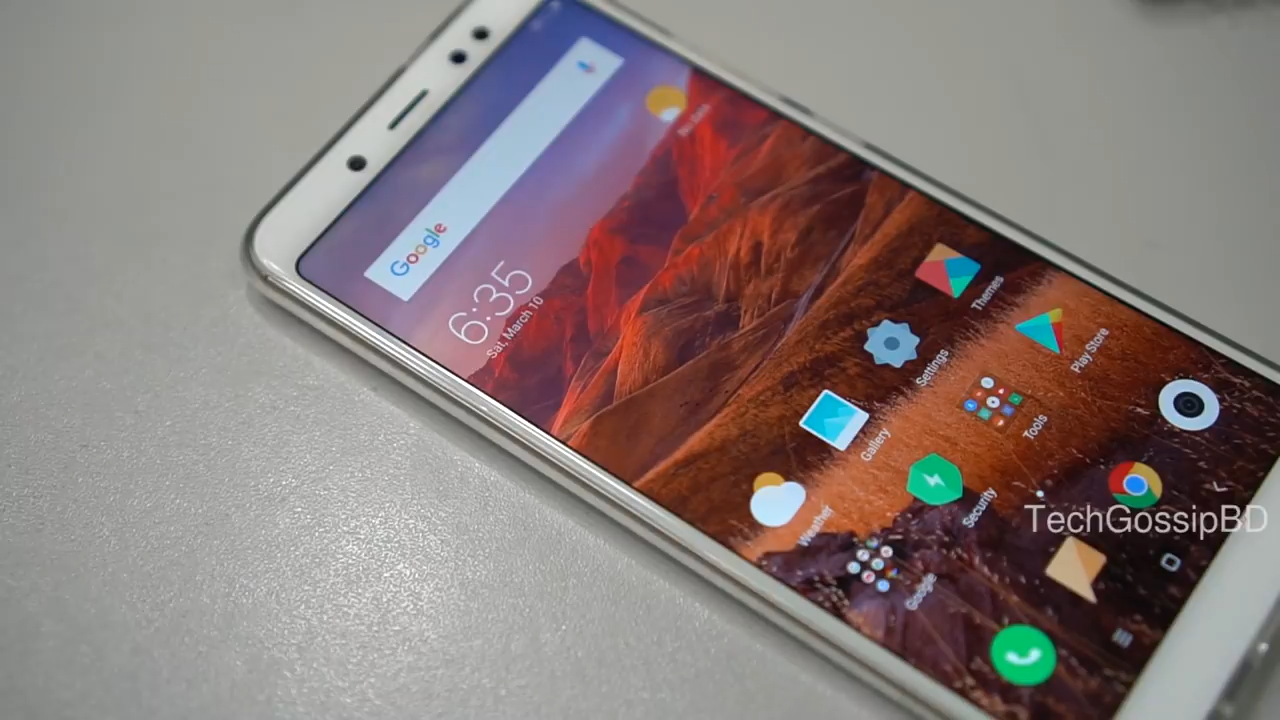 Google
6:35
Sat, March 10
Themes
Settings
Play Store
Gallery
Tools
Weather
Security
Google
TechGossipBD